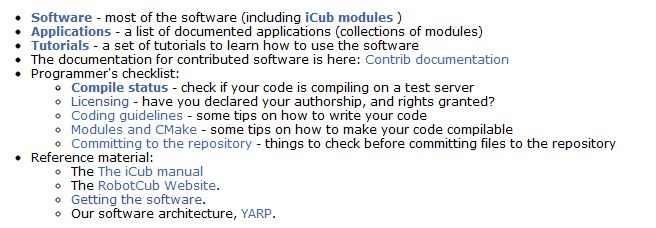 Software - most of the software (including iCub modules )
Applications - a list of documented applications (collections of modules)
Tutorials - a set of tutorials to learn how to use the software
The documentation for contributed software is here: Contrib documentation
Programmer's checklist:
Compile status - check if your code is compiling on a test server
Licensing - have you declared your authorship, and rights granted?
Coding guidelines - some tips on how to write your code
Modules and CMake - some tips on how to make your code compilable
Committing to the repository - things to check before committing files to the repository
Reference material:
The The iCub manual
The RobotCub Website.
Getting the software.
Our software architecture, YARP.